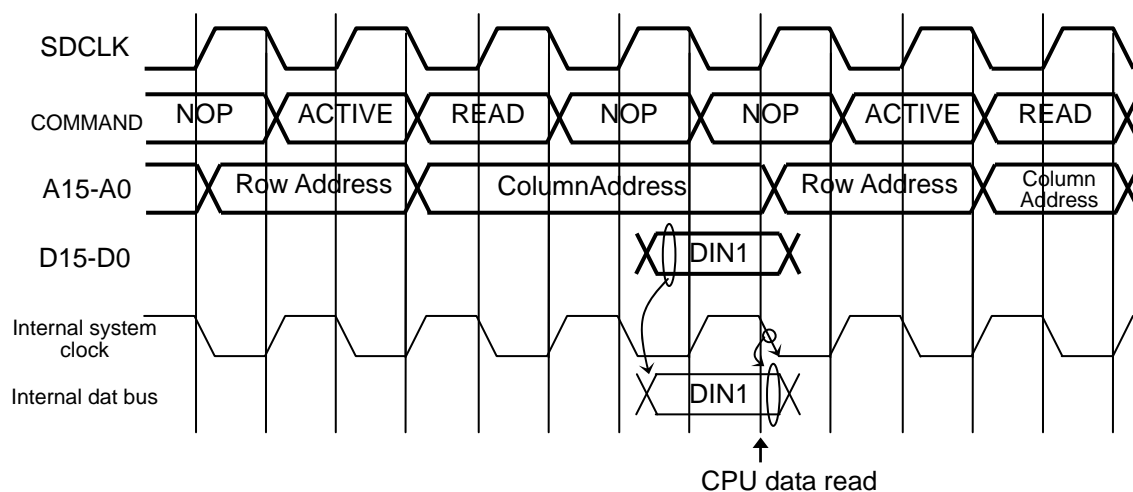 SDCLK
COMMAND NOP ACTIVE READ NOP NOP ACTIVE READ
A15-A0 Row Address ColumnAddress Row Address Column Address
D15-D0 DIN1
Internal system
clock
Internal dat bus DIN1
CPU data read